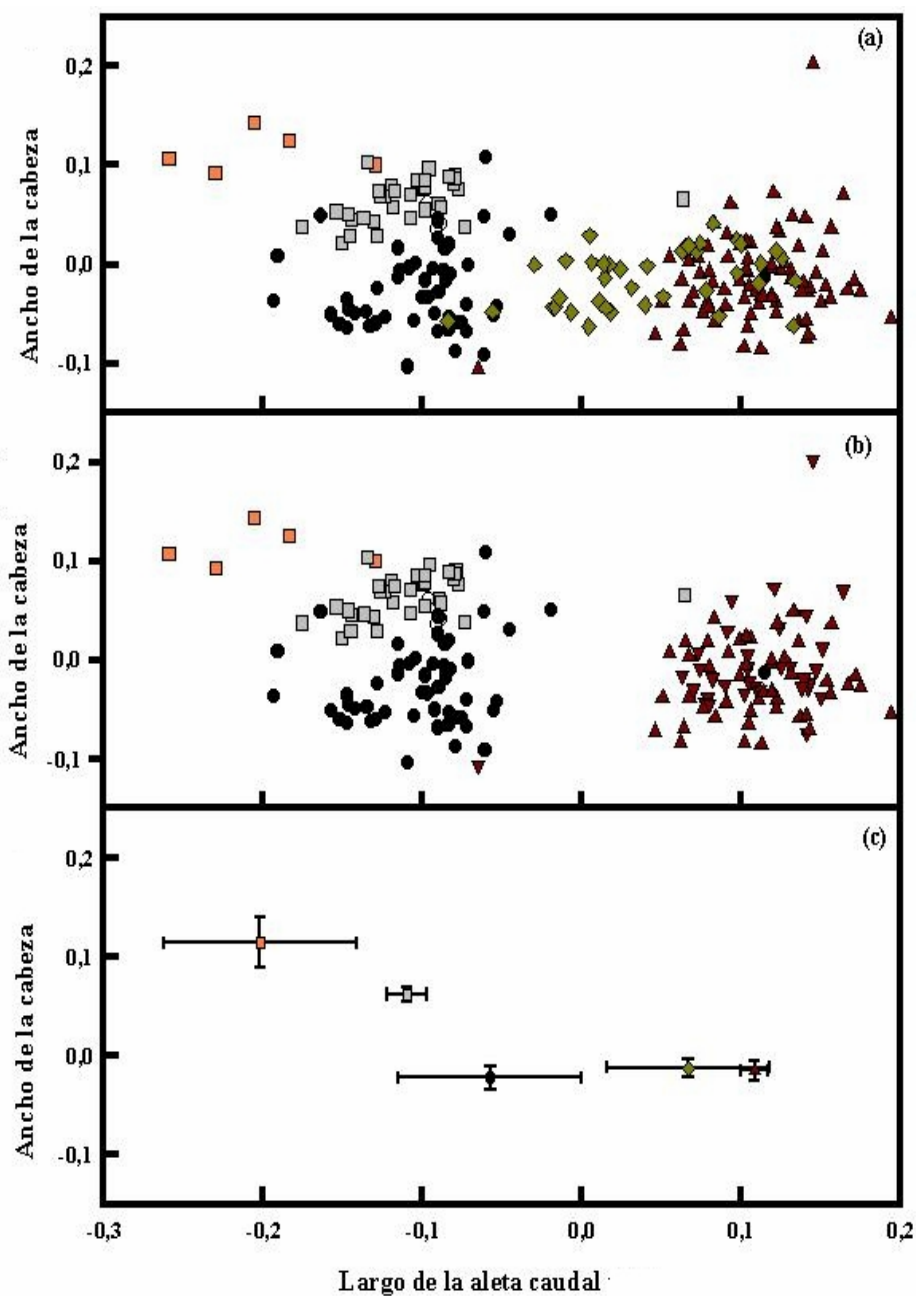 (a)
0,2
0,1
0,0
-0,1
Ancho de la cabeza
(b)
0,2
0,1
0,0
-0,1
Ancho de la cabeza
(c)
0,2
0,1
0,0
-0,1
Ancho de la cabeza
-0,3 -0,2 -0,1 0,0 0,1 0,2
Largo de la aleta caudal